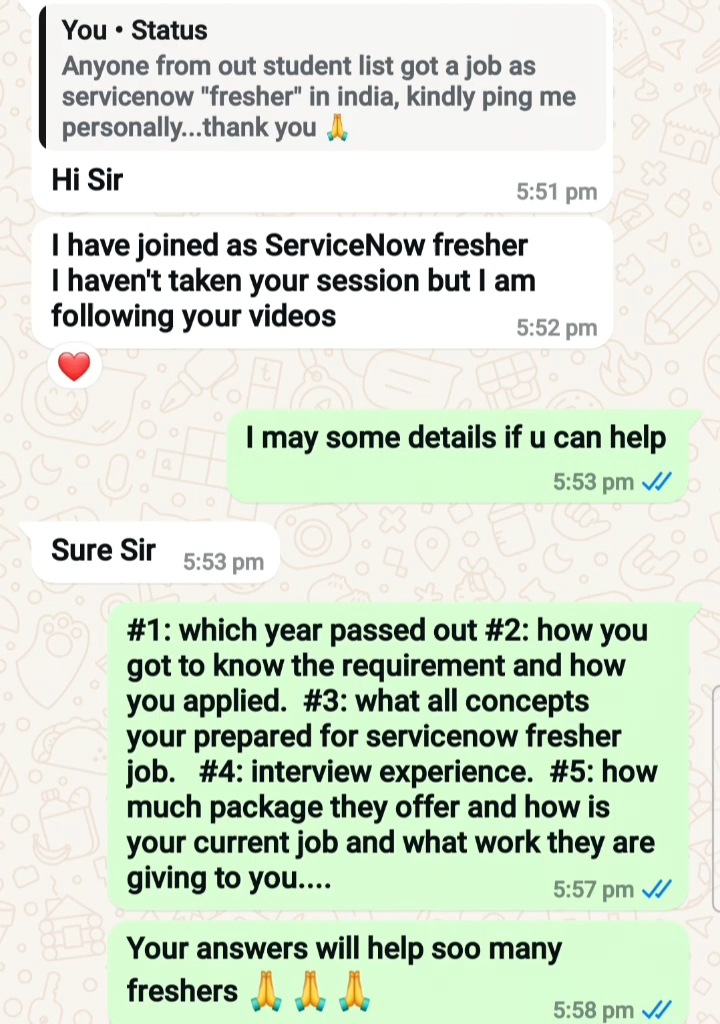 You • Status
Anyone from out student list got a job as
servicenow "fresher" in india, kindly ping me
personally...thank you 🙏
Hi Sir
5:51 pm
I have joined as ServiceNow fresher
I haven't taken your session but I am
following your videos
5:52 pm
❤️
I may some details if u can help
5:53 pm
Sure Sir
5:53 pm
#1: which year passed out #2: how you
got to know the requirement and how
you applied.  #3: what all concepts
your prepared for servicenow fresher
job.   #4: interview experience.  #5: how
much package they offer and how is
your current job and what work they are
giving to you....
5:57 pm
Your answers will help soo many
freshers 🙏 🙏 🙏
5:58 pm